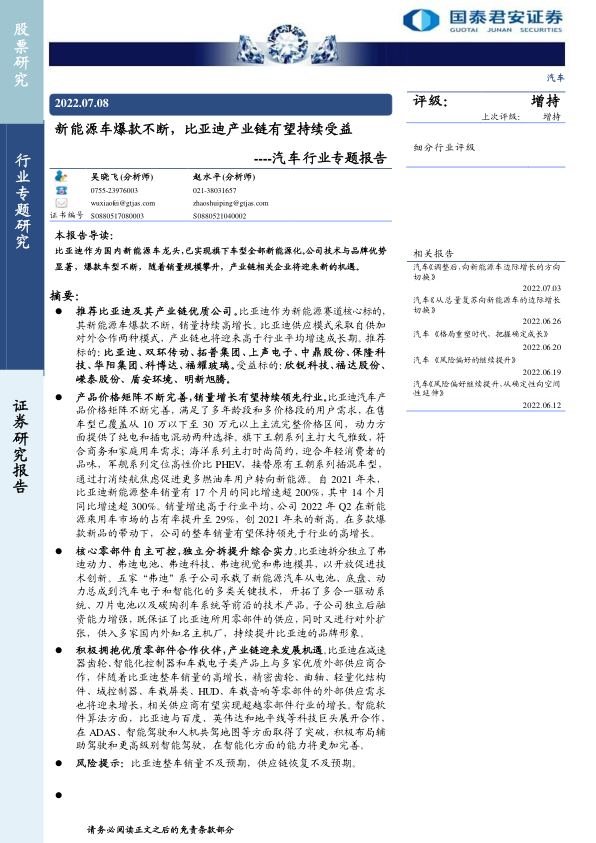 股票研究
行业专题研究
证券研究报告
国泰君安证券
GUOTAI JUNAN SECURITIES
汽车
2022.07.08
新能源车爆款不断，比亚迪产业链有望持续受益
----汽车行业专题报告
吴晓飞(分析师) 赵水平(分析师)
0755-23976003 021-38031657
wuxiaofei@gtjas.com zhaoshuiping@gtjas.com
证书编号 S0880517080003 S0880521040002
本报告导读：
比亚迪作为国内新能源车龙头，已实现旗下车型全部新能源化。公司技术与品牌优势
显著，爆款车型不断，随着销量规模攀升，产业链相关企业将迎来新的机遇。
摘要：
● 推荐比亚迪及其产业链优质公司。比亚迪作为新能源赛道核心标的，
其新能源车爆款不断，销量持续高增长。比亚迪供应模式采取自供加
对外合作两种模式，产业链也将迎来高于行业平均增速成长期。推荐
标的：比亚迪、双环传动、拓普集团、上声电子、中鼎股份、保隆科
技、华阳集团、科博达、福耀玻璃。受益标的：欣锐科技、福达股份、
嵘泰股份、盾安环境、明新旭腾。
● 产品价格矩阵不断完善，销量增长有望持续领先行业。比亚迪汽车产
品价格矩阵不断完善，满足了多年龄段和多价格段的用户需求，在售
车型已覆盖从 10 万以下至 30 万元以上主流完整价格区间，动力方
面提供了纯电和插电混动两种选择。旗下王朝系列主打大气雅致，符
合商务和家庭用车需求；海洋系列主打时尚简约，迎合年轻消费者的
品味，军舰系列定位高性价比 PHEV，接替原有王朝系列插混车型，
通过打消续航焦虑促进更多燃油车用户转向新能源。自 2021 年来，
比亚迪新能源整车销量有 17 个月的同比增速超 200%，其中 14 个月
同比增速超 300%。销量增速高于行业平均，公司 2022 年 Q2 在新能
源乘用车市场的占有率提升至 29%，创 2021 年来的新高。在多款爆
款新品的带动下，公司的整车销量有望保持领先于行业的高增长。
● 核心零部件自主可控，独立分拆提升综合实力。比亚迪拆分独立了弗
迪动力、弗迪电池、弗迪科技、弗迪视觉和弗迪模具，以开放促进技
术创新。五家“弗迪”系子公司承载了新能源汽车从电池、底盘、动
力总成到汽车电子和智能化的多类关键技术，开拓了多合一驱动系
统、刀片电池以及碳陶刹车系统等前沿的技术产品。子公司独立后融
资能力增强，既保证了比亚迪所用零部件的供应，同时又进行对外扩
张，供入多家国内外知名主机厂，持续提升比亚迪的品牌形象。
● 积极拥抱优质零部件合作伙伴，产业链迎来发展机遇。比亚迪在减速
器齿轮、智能化控制器和车载电子类产品上与多家优质外部供应商合
作，伴随着比亚迪整车销量的高增长，精密齿轮、曲轴、轻量化结构
件、域控制器、车载屏类、HUD、车载音响等零部件的外部供应需求
也将迎来增长，相关供应商有望实现超越零部件行业的增长。智能软
件算法方面，比亚迪与百度、英伟达和地平线等科技巨头展开合作，
在 ADAS、智能驾驶和人机共驾地图等方面取得了突破，积极布局辅
助驾驶和更高级别智能驾驶，在智能化方面的能力将更加完善。
● 风险提示：比亚迪整车销量不及预期，供应链恢复不及预期。
●
评级： 增持
上次评级： 增持
细分行业评级
相关报告
汽车《调整后，向新能源车边际增长的方向
切换》
2022.07.03
汽车《从总量复苏向新能源车的边际增长
切换》
2022.06.26
汽车《格局重塑时代，把握确定成长》
2022.06.20
汽车《风险偏好的继续提升》
2022.06.19
汽车《风险偏好继续提升，从确定性向空间
性延伸》
2022.06.12
请务必阅读正文之后的免责条款部分